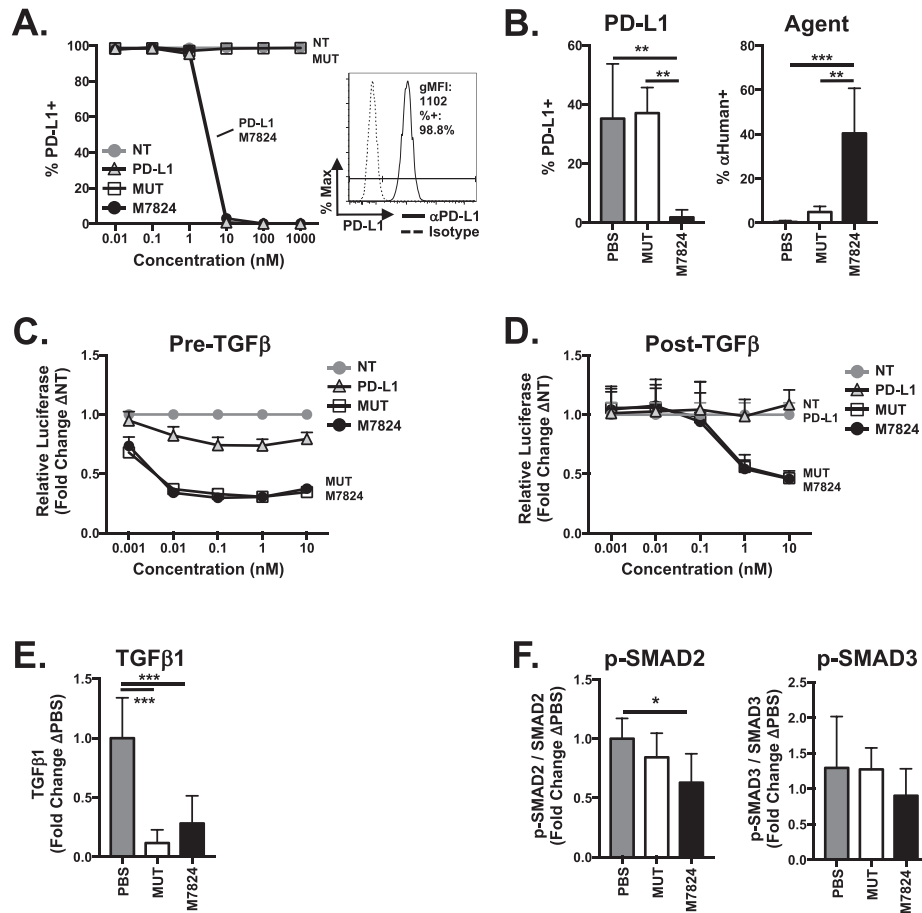 A.
% PD-L1+
100
80
60
40
20
0
NT
MUT
PD-L1
M7824
NT
PD-L1
MUT
M7824
0.01 0.1 1 10 100 1000
Concentration (nM)
gMFI:
1102
%+:
98.8%
% Max
PD-L1
αPD-L1
Isotype
B.
PD-L1
% PD-L1+
60
40
20
0
**
**
PBS
MUT
M7824
Agent
% αHuman+
80
60
40
20
0
***
**
PBS
MUT
M7824
C.
Pre-TGFβ
Relative Luciferase
(Fold Change ΔNT)
1.5
1.0
0.5
0.0
NT
PD-L1
MUT
M7824
MUT
M7824
0.001 0.01 0.1 1 10
Concentration (nM)
D.
Post-TGFβ
Relative Luciferase
(Fold Change ΔNT)
1.5
1.0
0.5
0.0
NT
PD-L1
MUT
M7824
NT
PD-L1
MUT
M7824
0.001 0.01 0.1 1 10
Concentration (nM)
E.
TGFβ1
TGFβ1
(Fold Change ΔPBS)
1.5
1.0
0.5
0.0
***
***
PBS
MUT
M7824
F.
p-SMAD2
p-SMAD2 / SMAD2
(Fold Change ΔPBS)
1.5
1.0
0.5
0.0
*
PBS
MUT
M7824
p-SMAD3
p-SMAD3 / SMAD3
(Fold Change ΔPBS)
2.5
2.0
1.5
1.0
1.5
0.0
PBS
MUT
M7824